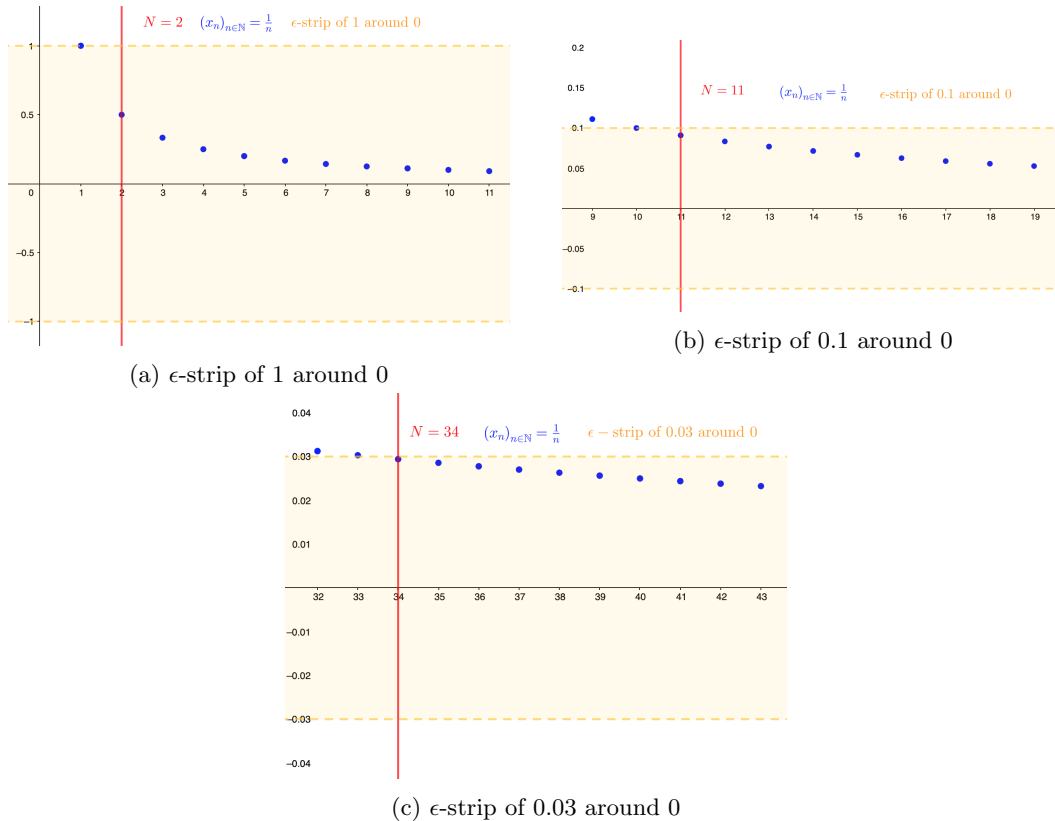 N = 2 (x_n)_{n∈ℕ} = 1/n ϵ-strip of 1 around 0
1
0.5
0 1 2 3 4 5 6 7 8 9 10 11
−0.5
−1
(a) ϵ-strip of 1 around 0
0.2
0.15
N = 11 (x_n)_{n∈ℕ} = 1/n ϵ-strip of 0.1 around 0
0.1
0.05
9 10 11 12 13 14 15 16 17 18 19
−0.05
−0.1
(b) ϵ-strip of 0.1 around 0
0.04
N = 34 (x_n)_{n∈ℕ} = 1/n ϵ − strip of 0.03 around 0
0.03
0.02
0.01
32 33 34 35 36 37 38 39 40 41 42 43
−0.01
−0.02
−0.03
−0.04
(c) ϵ-strip of 0.03 around 0